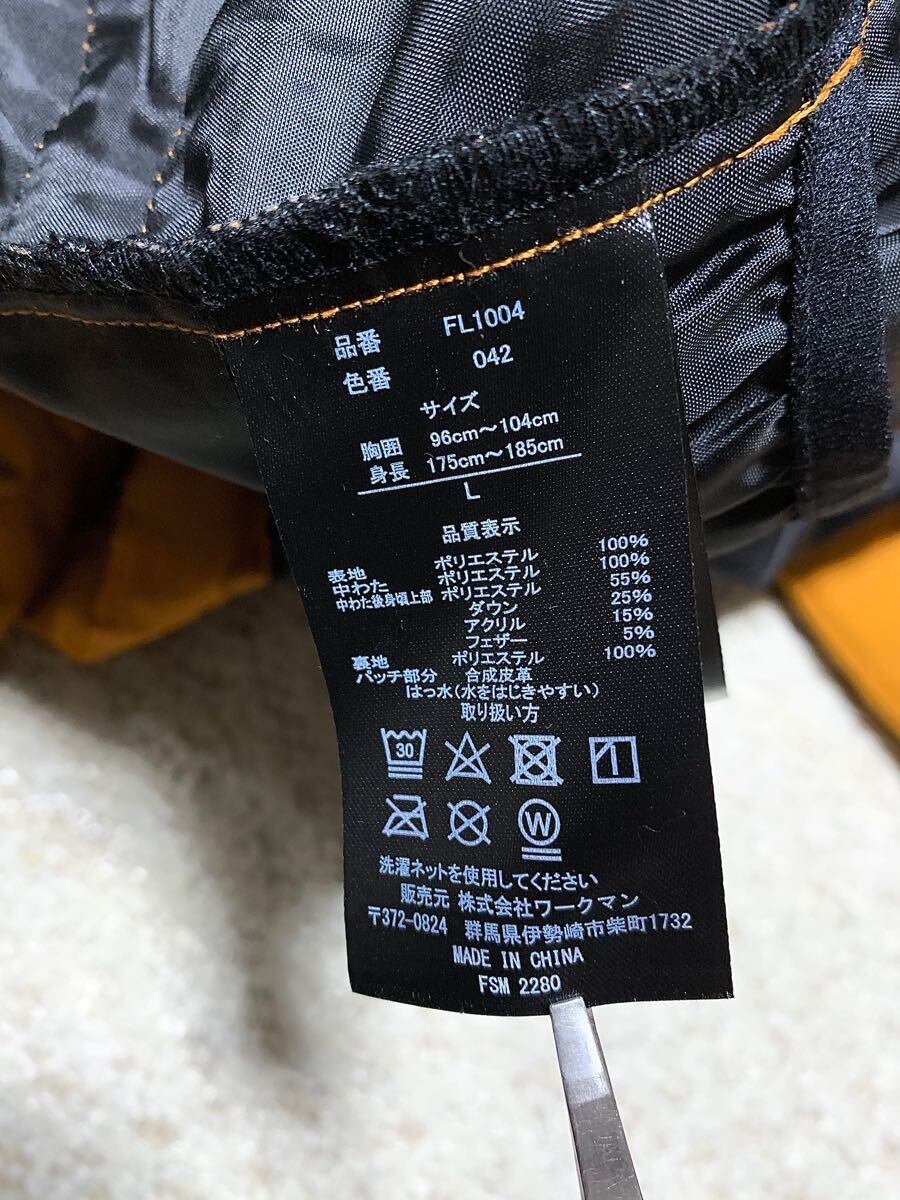 品番 FL1004
色番 042
サイズ
胸囲 96cm～104cm
身長 175cm～185cm
L
品質表示
表地 ポリエステル 100%
中わた ポリエステル 100%
中わた後身頃上部 ポリエステル 55%
ダウン 25%
アクリル 15%
フェザー 5%
裏地 ポリエステル 100%
パッチ部分 合成皮革
はっ水(水をはじきやすい)
取り扱い方
30
W
洗濯ネットを使用してください
販売元 株式会社ワークマン
〒372-0824 群馬県伊勢崎市柴町1732
MADE IN CHINA
FSM 2280